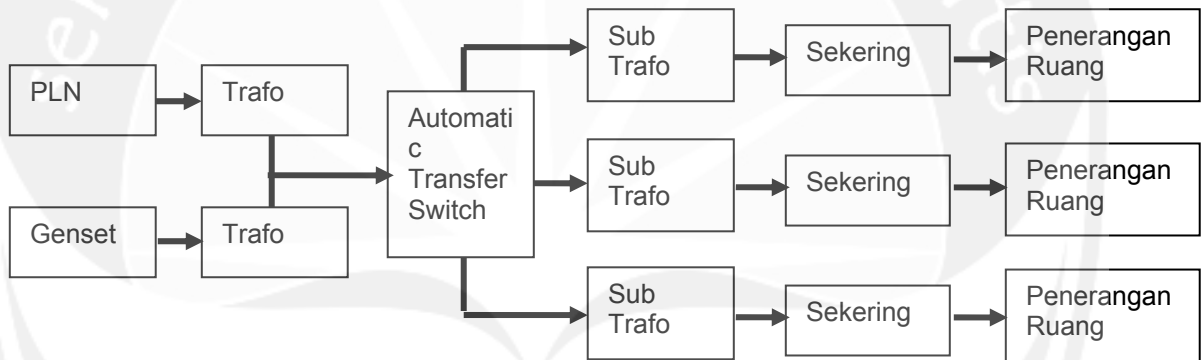 PLN
Trafo
Genset
Trafo
Automati
c
Transfer
Switch
Sub
Trafo
Sekering
Penerangan
Ruang
Sub
Trafo
Sekering
Penerangan
Ruang
Sub
Trafo
Sekering
Penerangan
Ruang